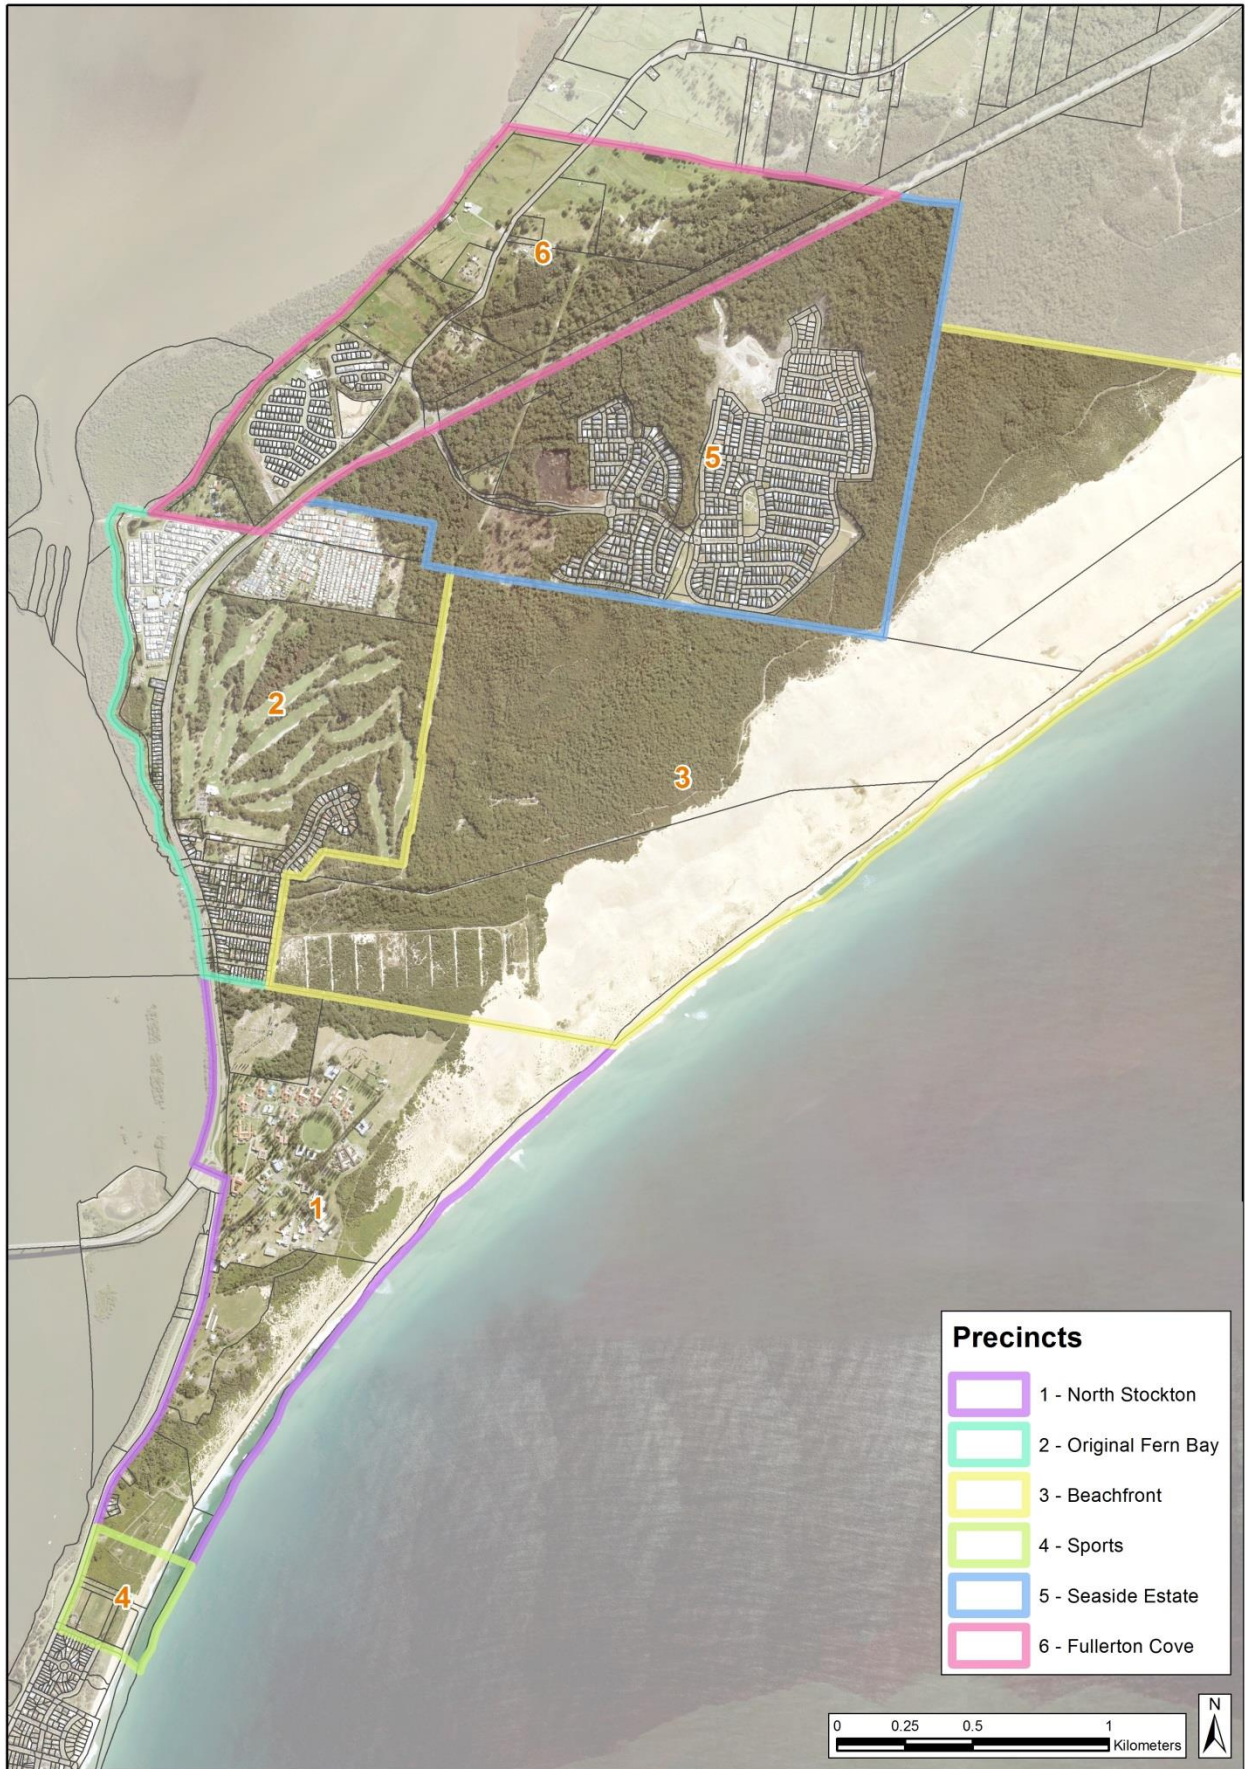 6
5
2
3
1
4
Precincts
1 - North Stockton
2 - Original Fern Bay
3 - Beachfront
4 - Sports
5 - Seaside Estate
6 - Fullerton Cove
0 0.25 0.5 1
Kilometers
N